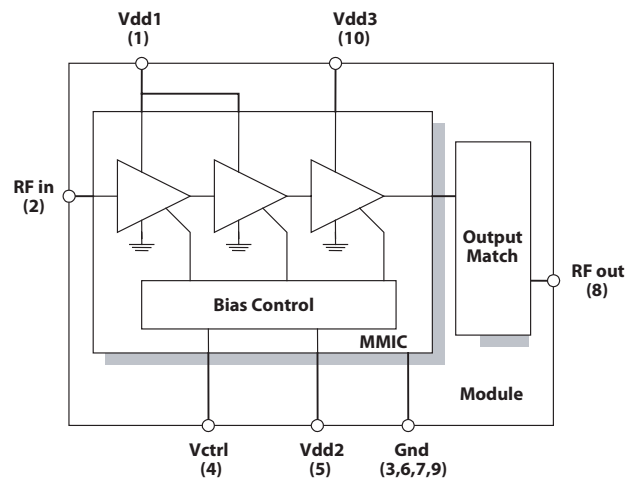 Vdd1
(1)
Vdd3
(10)
RF in
(2)
Output
Match
RF out
(8)
Bias Control
MMIC
Module
Vctrl
(4)
Vdd2
(5)
Gnd
(3,6,7,9)